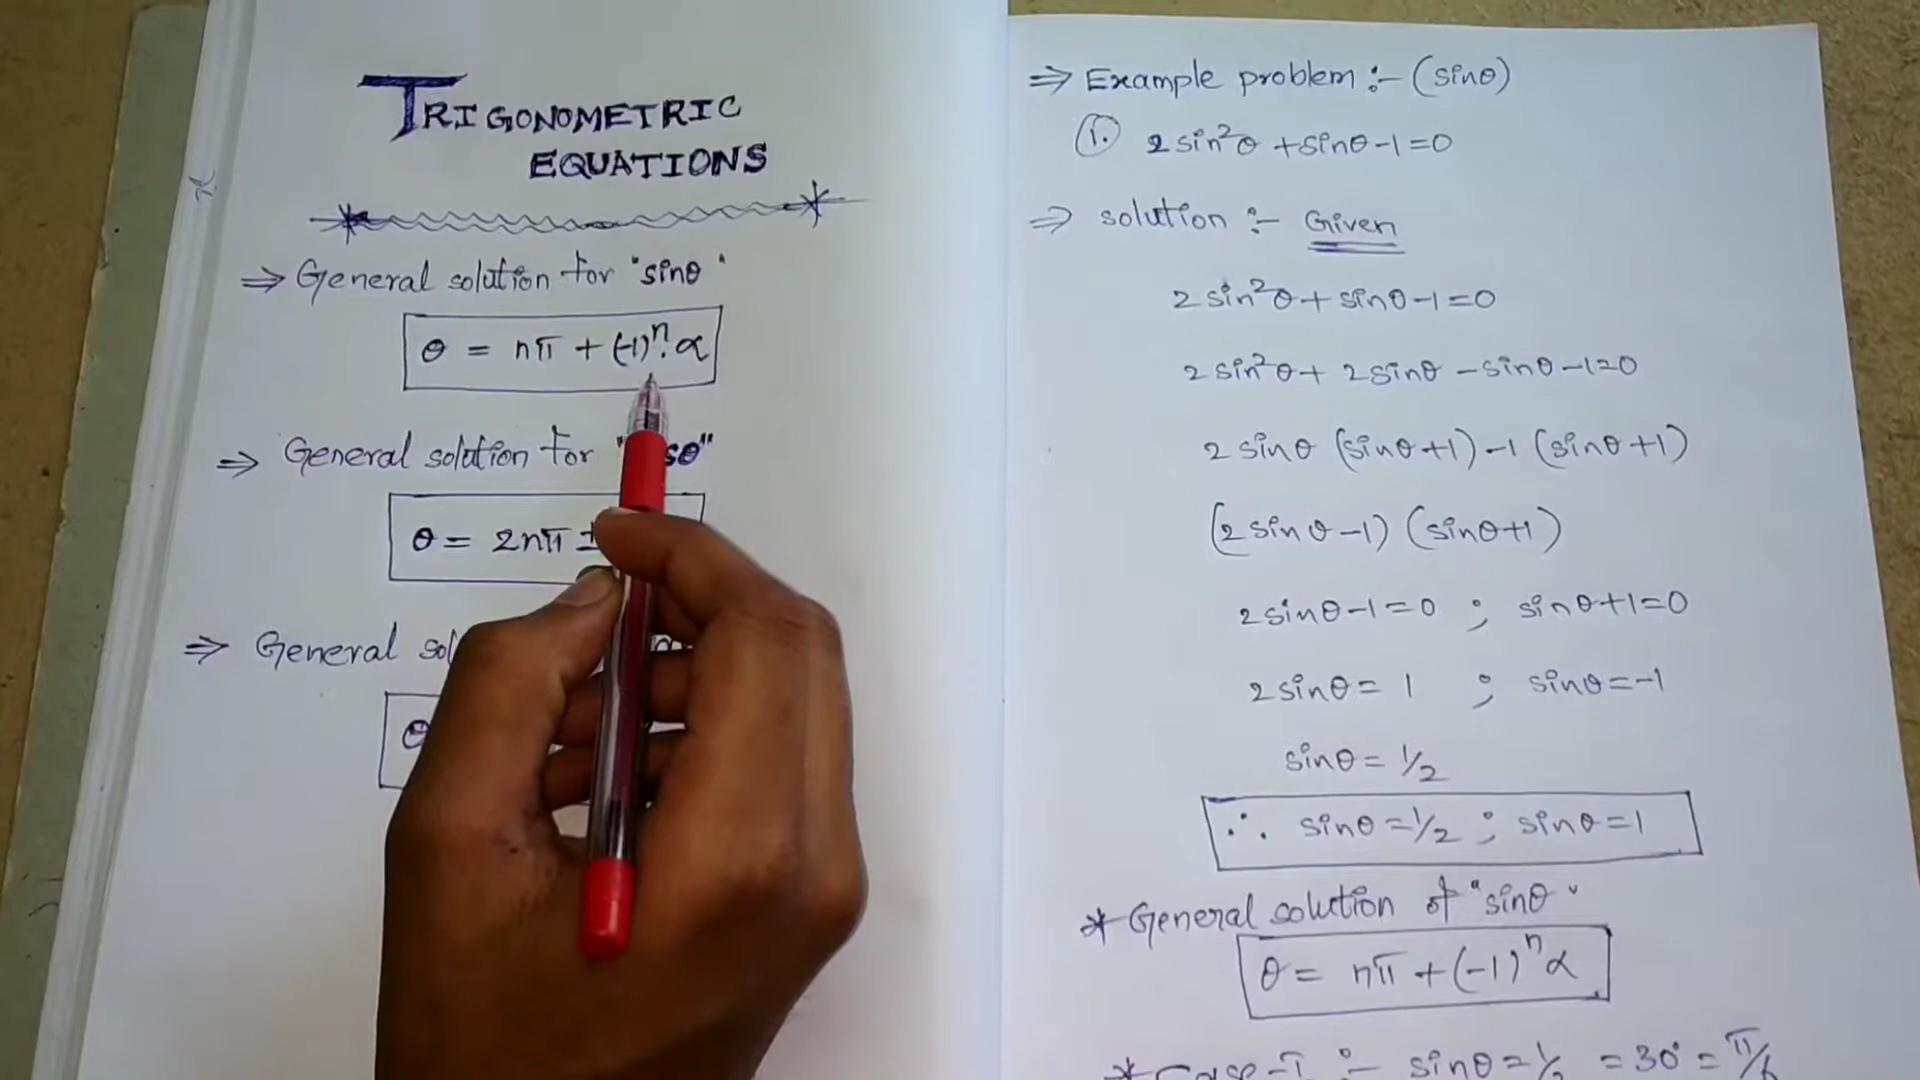 TRIGONOMETRIC
EQUATIONS
⇒ General solution for "sinθ"
θ = nπ + (-1)ⁿ.α
⇒ General solution for
θ = 2nπ ±
⇒ General
θ
⇒ Example problem :- (sinθ)
1. 2sin²θ +sinθ-1=0
⇒ solution :- Given
2sin²θ + sinθ-1=0
2sin²θ + 2sinθ - sinθ -1=0
2sinθ (sinθ+1) -1 (sinθ+1)
(2sinθ-1) (sinθ+1)
2sinθ-1=0 ; sinθ+1=0
2sinθ= 1 ; sinθ=-1
sinθ= 1/2
∴ sinθ=1/2 ; sinθ=1
* General solution of "sinθ"
θ = nπ + (-1)ⁿα
* Case-I :- sinθ=1/2 = 30° = π/6